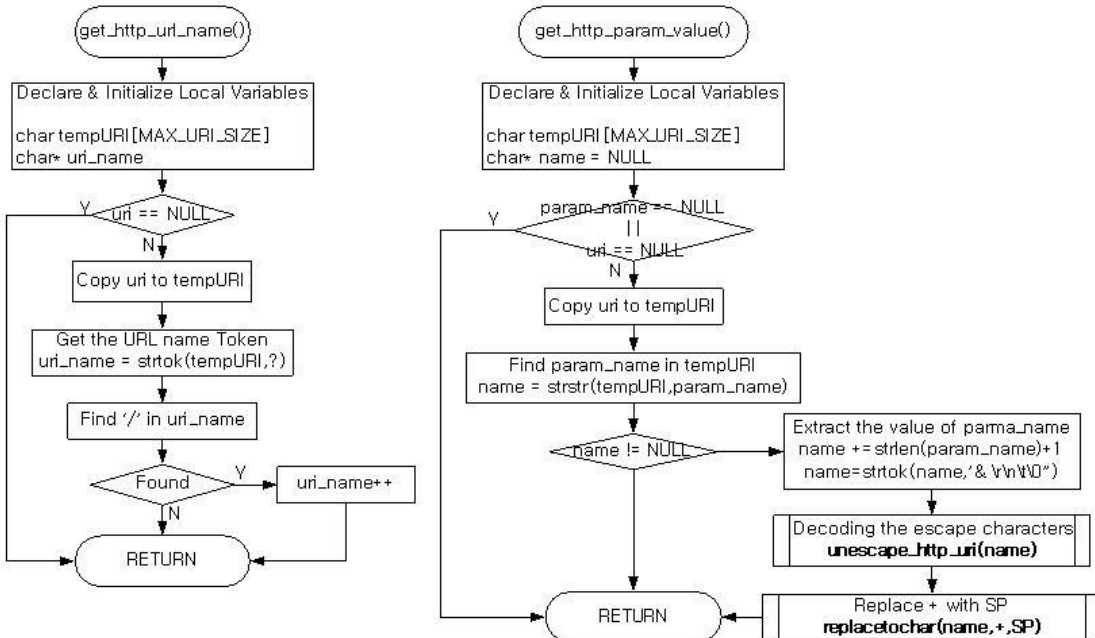 get_http_url_name()
Declare & Initialize Local Variables
char tempURI[MAX_URI_SIZE]
char* uri_name
uri == NULL
Y
N
Copy uri to tempURI
Get the URL name Token
uri_name = strtok(tempURI,?)
Find '/' in uri_name
Found
Y
N
uri_name++
RETURN
get_http_param_value()
Declare & Initialize Local Variables
char tempURI[MAX_URI_SIZE]
char* name = NULL
param_name == NULL
||
uri == NULL
Y
N
Copy uri to tempURI
Find param_name in tempURI
name = strstr(tempURI,param_name)
name != NULL
Extract the value of parma_name
name +=strlen(param_name)+1
name=strtok(name,'& \r\n\t\0")
Decoding the escape characters
unescape_http_uri(name)
Replace + with SP
replacetochar(name,+,SP)
RETURN